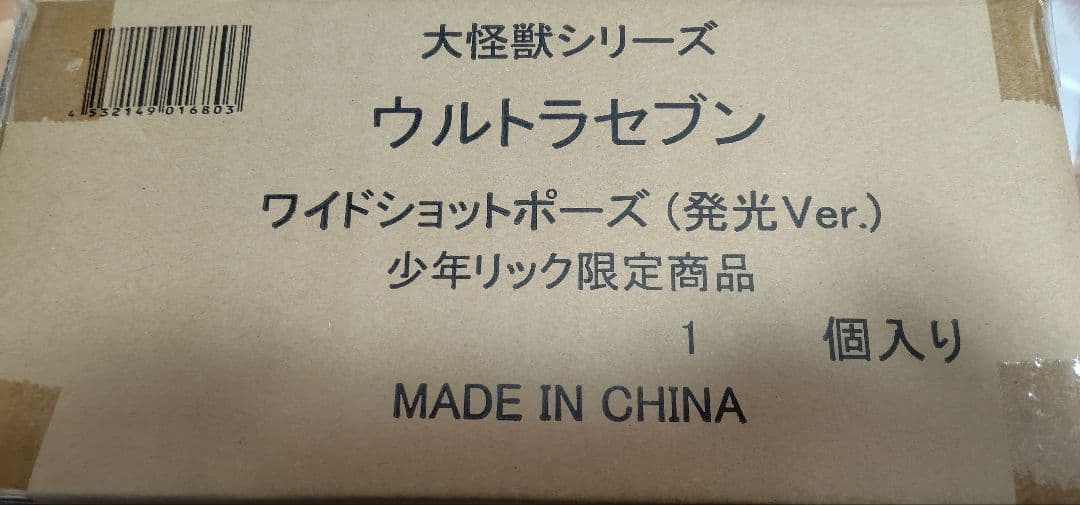 大怪獣シリーズ
4532149016803
ウルトラセブン
ワイドショットポーズ(発光Ver.)
少年リック限定商品
1 個入り
MADE IN CHINA